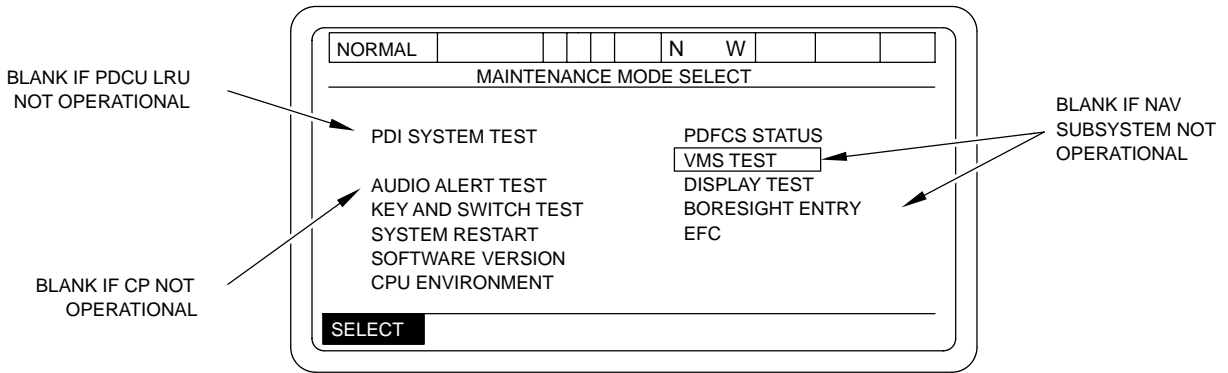 NORMAL N W
MAINTENANCE MODE SELECT
BLANK IF PDCU LRU
NOT OPERATIONAL
PDI SYSTEM TEST
AUDIO ALERT TEST
KEY AND SWITCH TEST
SYSTEM RESTART
SOFTWARE VERSION
CPU ENVIRONMENT
PDFCS STATUS
VMS TEST
DISPLAY TEST
BORESIGHT ENTRY
EFC
BLANK IF NAV
SUBSYSTEM NOT
OPERATIONAL
BLANK IF CP NOT
OPERATIONAL
SELECT